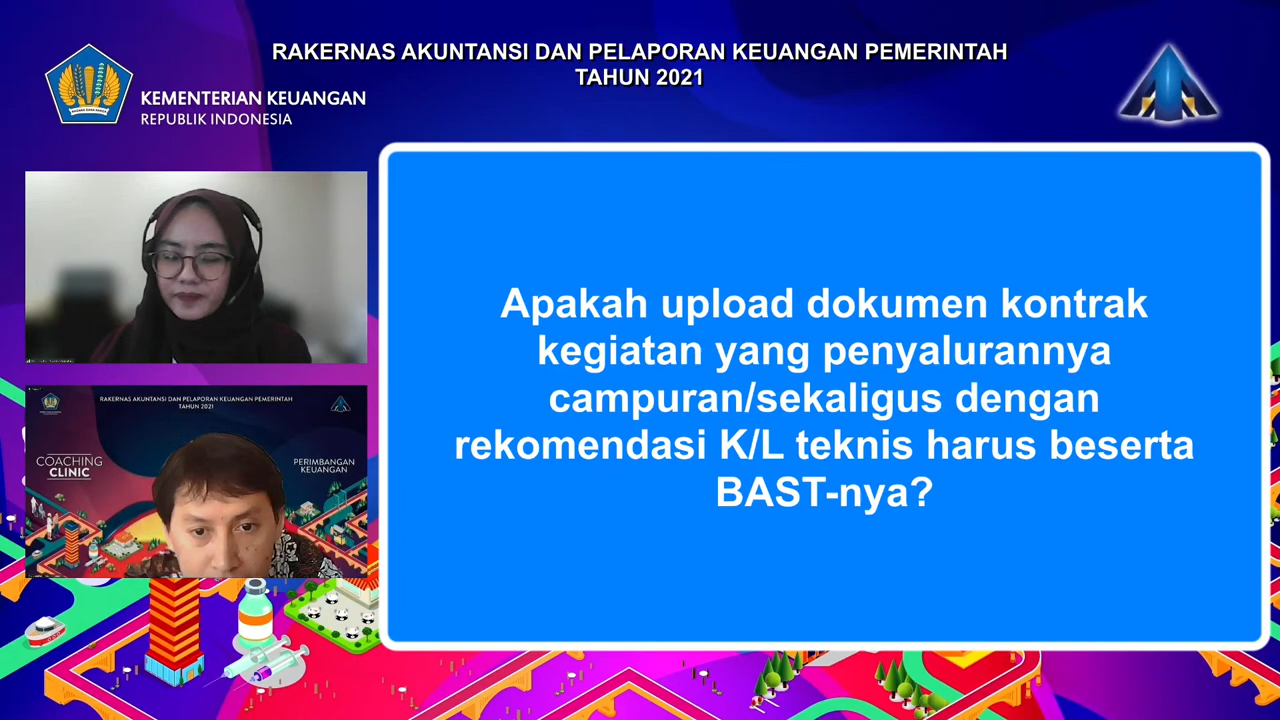 RAKERNAS AKUNTANSI DAN PELAPORAN KEUANGAN PEMERINTAH
TAHUN 2021
KEMENTERIAN KEUANGAN
REPUBLIK INDONESIA
Apakah upload dokumen kontrak
kegiatan yang penyalurannya
campuran/sekaligus dengan
rekomendasi K/L teknis harus beserta
BAST-nya?
RAKERNAS AKUNTANSI DAN PELAPORAN KEUANGAN PEMERINTAH
TAHUN 2021
COACHING
CLINIC
PERIMBANGAN
KEUANGAN